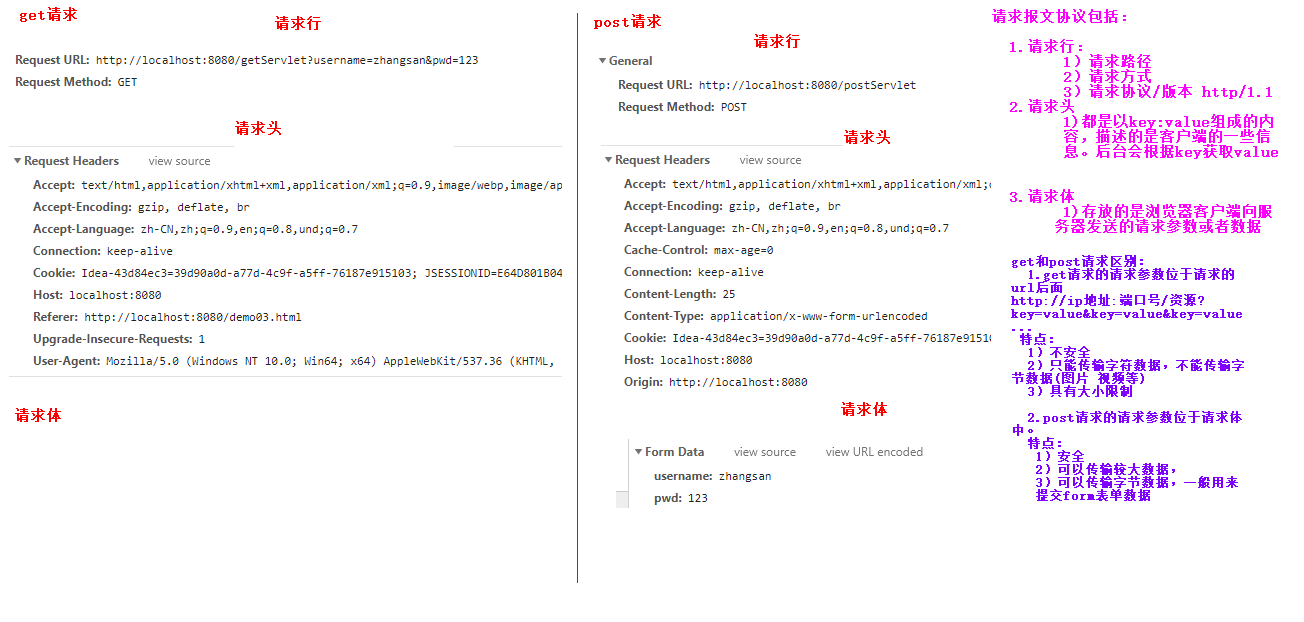 get请求
请求行
Request URL: http://localhost:8080/getServlet?username=zhangsan&pwd=123
Request Method: GET
请求头
Request Headers view source
Accept: text/html,application/xhtml+xml,application/xml;q=0.9,image/webp,image/ap
Accept-Encoding: gzip, deflate, br
Accept-Language: zh-CN,zh;q=0.9,en;q=0.8,und;q=0.7
Connection: keep-alive
Cookie: Idea-43d84ec3=39d90a0d-a77d-4c9f-a5ff-76187e915103; JSESSIONID=E64D801B04
Host: localhost:8080
Referer: http://localhost:8080/demo03.html
Upgrade-Insecure-Requests: 1
User-Agent: Mozilla/5.0 (Windows NT 10.0; Win64; x64) AppleWebKit/537.36 (KHTML,
请求体
post请求
请求行
General
Request URL: http://localhost:8080/postServlet
Request Method: POST
请求头
Request Headers view source
Accept: text/html,application/xhtml+xml,application/xml;
Accept-Encoding: gzip, deflate, br
Accept-Language: zh-CN,zh;q=0.9,en;q=0.8,und;q=0.7
Cache-Control: max-age=0
Connection: keep-alive
Content-Length: 25
Content-Type: application/x-www-form-urlencoded
Cookie: Idea-43d84ec3=39d90a0d-a77d-4c9f-a5ff-76187e91510
Host: localhost:8080
Origin: http://localhost:8080
请求体
Form Data view source view URL encoded
username: zhangsan
pwd: 123
请求报文协议包括：
1.请求行：
1）请求路径
2）请求方式
3）请求协议/版本 http/1.1
2.请求头
1)都是以key:value组成的内
容，描述的是客户端的一些信
息。后台会根据key获取value
3.请求体
1)存放的是浏览器客户端向服
务器发送的请求参数或者数据
get和post请求区别：
1.get请求的请求参数位于请求的
url后面
http://ip地址:端口号/资源?
key=value&key=value&key=value
...
特点：
1）不安全
2）只能传输字符数据，不能传输字
节数据(图片 视频等)
3）具有大小限制
2.post请求的请求参数位于请求体
中。
特点：
1）安全
2）可以传输较大数据，
3）可以传输字节数据，一般用来
提交form表单数据